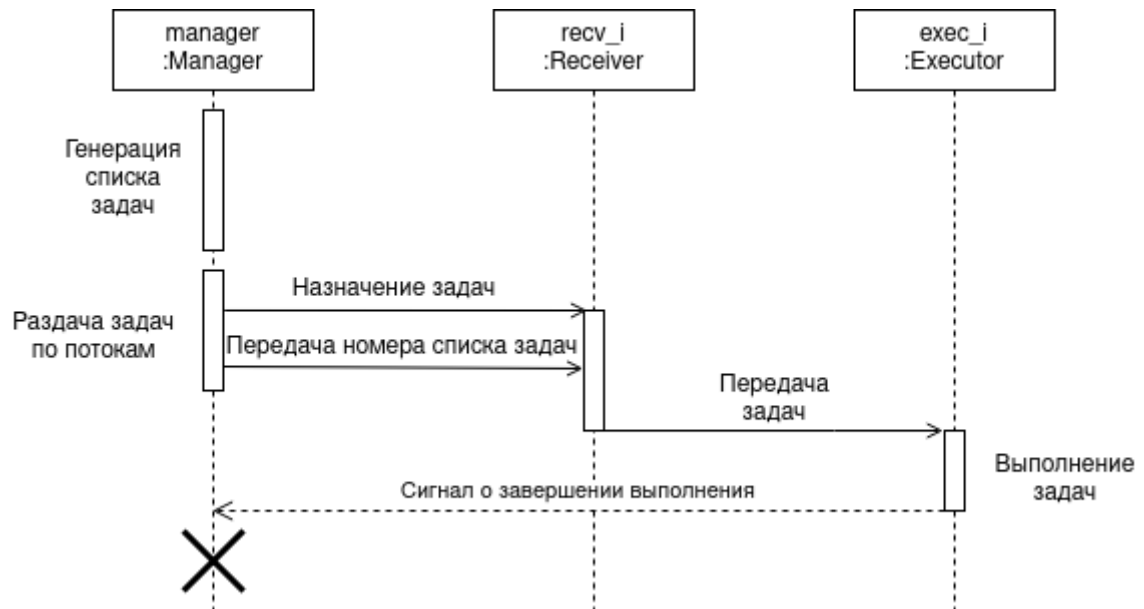 manager
:Manager
recv_i
:Receiver
exec_i
:Executor
Генерация
списка
задач
Назначение задач
Раздача задач
по потокам
Передача номера списка задач
Передача
задач
Выполнение
задач
Сигнал о завершении выполнения